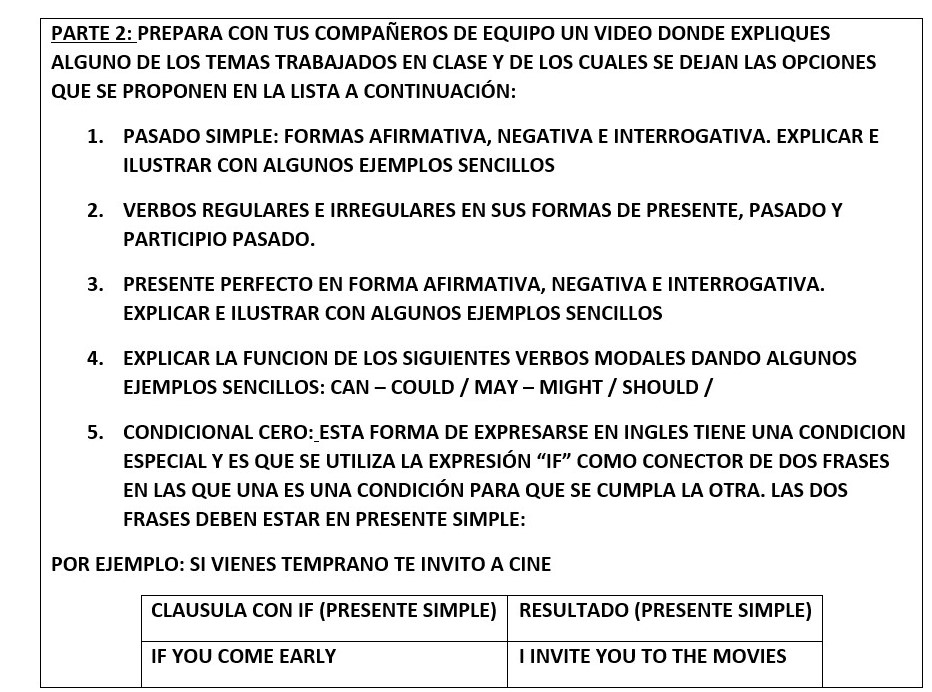 PARTE 2: PREPARA CON TUS COMPAÑEROS DE EQUIPO UN VIDEO DONDE EXPLIQUES
ALGUNO DE LOS TEMAS TRABAJADOS EN CLASE Y DE LOS CUALES SE DEJAN LAS OPCIONES
QUE SE PROPONEN EN LA LISTA A CONTINUACIÓN:
1. PASADO SIMPLE: FORMAS AFIRMATIVA, NEGATIVA E INTERROGATIVA. EXPLICAR E
ILUSTRAR CON ALGUNOS EJEMPLOS SENCILLOS
2. VERBOS REGULARES E IRREGULARES EN SUS FORMAS DE PRESENTE, PASADO Y
PARTICIPIO PASADO.
3. PRESENTE PERFECTO EN FORMA AFIRMATIVA, NEGATIVA E INTERROGATIVA.
EXPLICAR E ILUSTRAR CON ALGUNOS EJEMPLOS SENCILLOS
4. EXPLICAR LA FUNCION DE LOS SIGUIENTES VERBOS MODALES DANDO ALGUNOS
EJEMPLOS SENCILLOS: CAN – COULD / MAY – MIGHT / SHOULD /
5. CONDICIONAL CERO: ESTA FORMA DE EXPRESARSE EN INGLES TIENE UNA CONDICION
ESPECIAL Y ES QUE SE UTILIZA LA EXPRESIÓN “IF” COMO CONECTOR DE DOS FRASES
EN LAS QUE UNA ES UNA CONDICIÓN PARA QUE SE CUMPLA LA OTRA. LAS DOS
FRASES DEBEN ESTAR EN PRESENTE SIMPLE:
POR EJEMPLO: SI VIENES TEMPRANO TE INVITO A CINE
CLAUSULA CON IF (PRESENTE SIMPLE) RESULTADO (PRESENTE SIMPLE)
IF YOU COME EARLY I INVITE YOU TO THE MOVIES